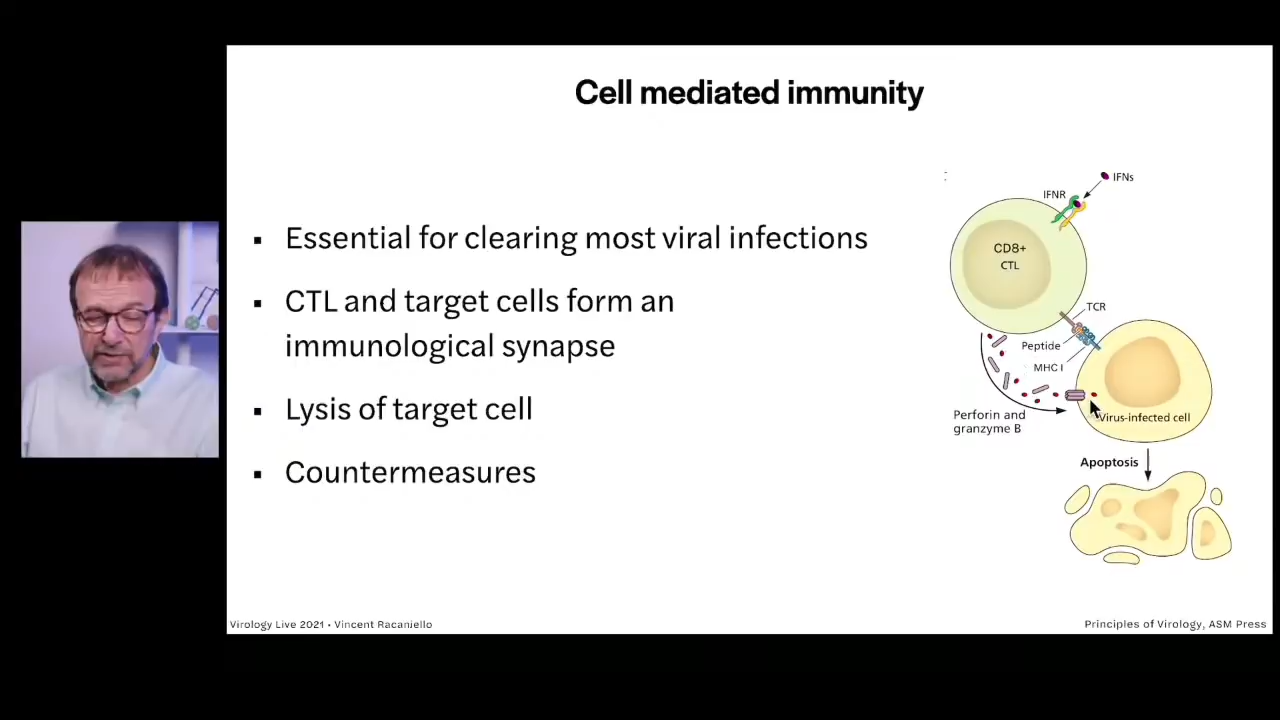 Cell mediated immunity
▪ Essential for clearing most viral infections
▪ CTL and target cells form an
immunological synapse
▪ Lysis of target cell
▪ Countermeasures
IFNs
IFNR
CD8+
CTL
TCR
Peptide
MHC I
Perforin and
granzyme B
Virus-infected cell
Apoptosis
Virology Live 2021 • Vincent Racaniello
Principles of Virology, ASM Press